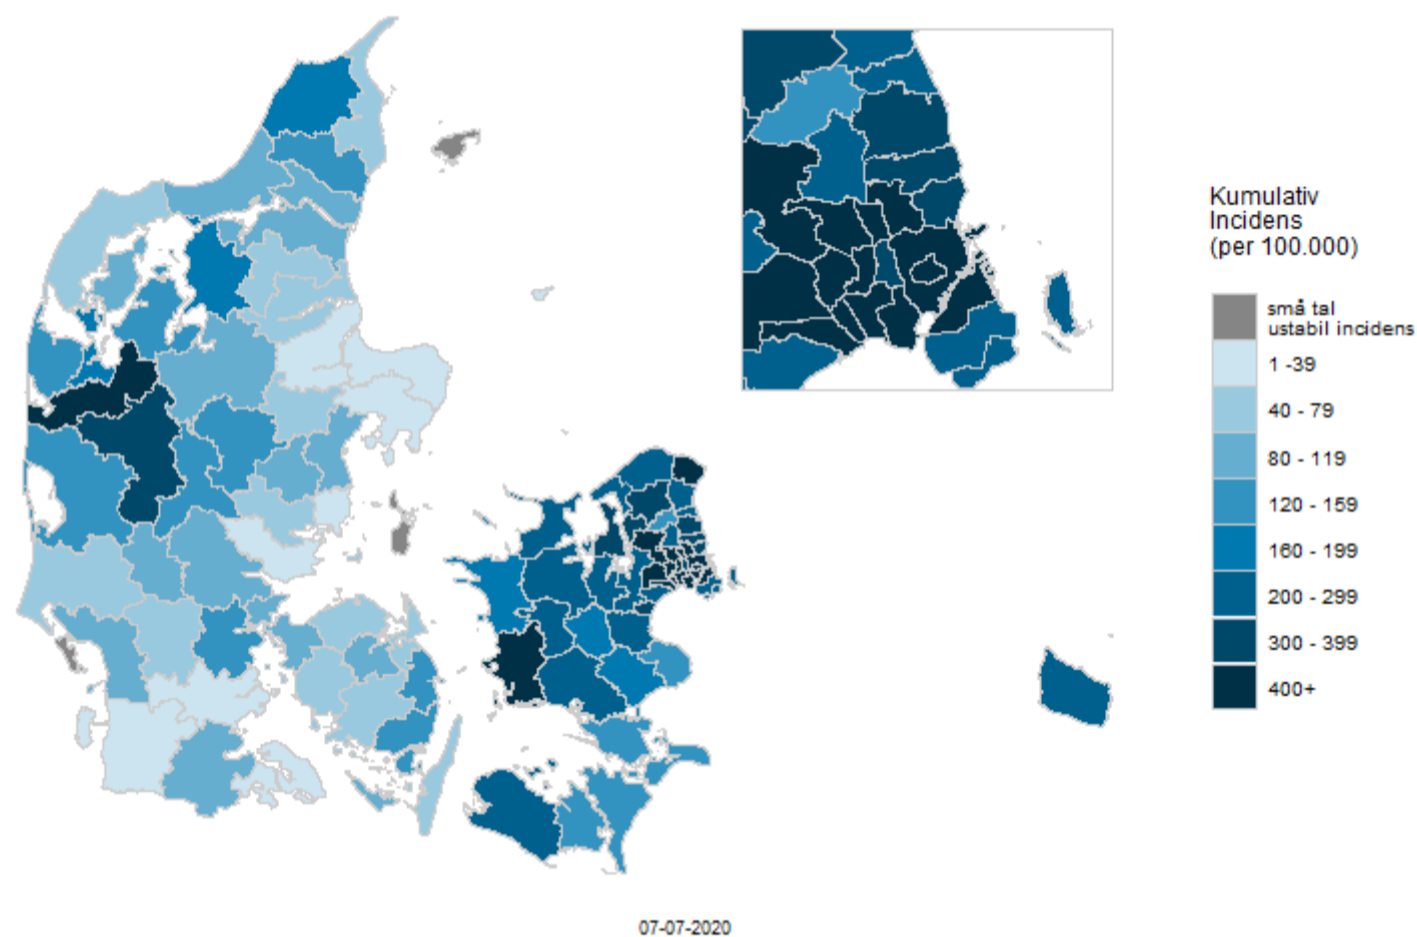 Kumulativ
Incidens
(per 100.000)
små tal
ustabil incidens
1 -39
40 - 79
80 - 119
120 - 159
160 - 199
200 - 299
300 - 399
400+
07-07-2020